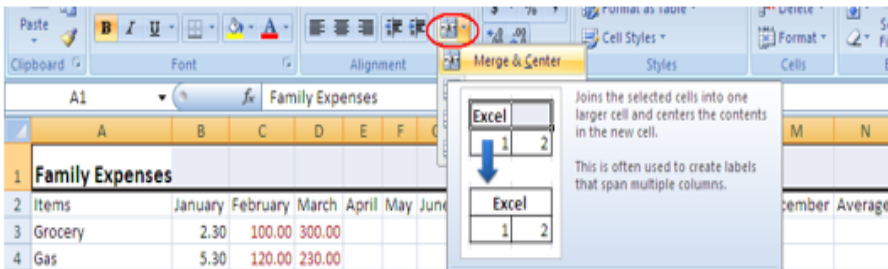 $ % ,
Format as Table
Delete
Paste
B I U A
Cell Styles
Format
Clipboard Font Alignment Merge & Center Styles Cells
A1 fx Family Expenses
Joins the selected cells into one
larger cell and centers the contents
in the new cell.
This is often used to create labels
that span multiple columns.
Excel
1 2
Excel
1 2
A B C D E F M N
1 Family Expenses
2 Items January February March April May June Average
3 Grocery 2.30 100.00 300.00
4 Gas 5.30 120.00 230.00